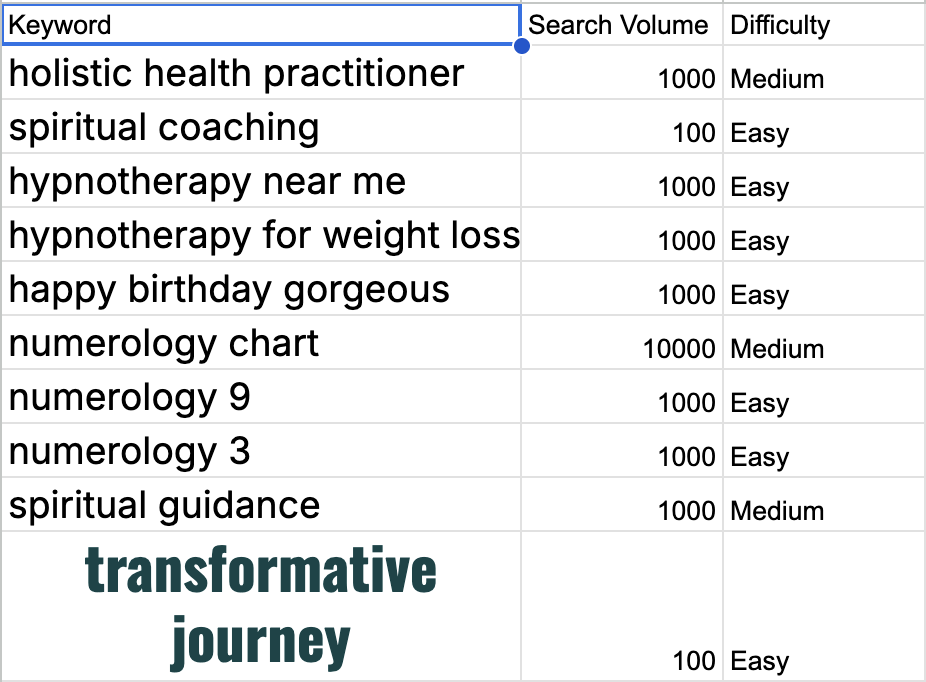 Keyword Search Volume Difficulty
holistic health practitioner 1000 Medium
spiritual coaching 100 Easy
hypnotherapy near me 1000 Easy
hypnotherapy for weight loss 1000 Easy
happy birthday gorgeous 1000 Easy
numerology chart 10000 Medium
numerology 9 1000 Easy
numerology 3 1000 Easy
spiritual guidance 1000 Medium
transformative
journey 100 Easy